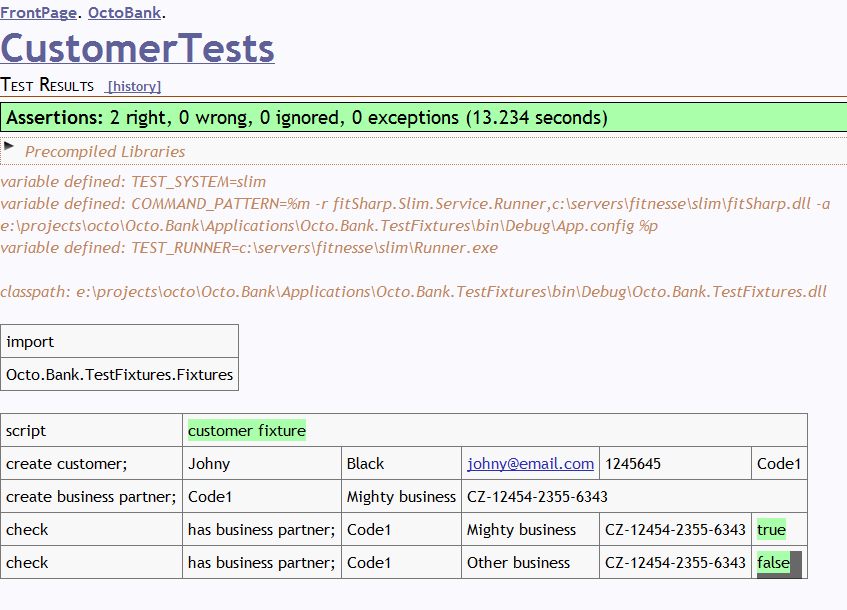 FrontPage. OctoBank.
CustomerTests
Test Results [history]
Assertions: 2 right, 0 wrong, 0 ignored, 0 exceptions (13.234 seconds)
Precompiled Libraries
variable defined: TEST_SYSTEM=slim
variable defined: COMMAND_PATTERN=%m -r fitSharp.Slim.Service.Runner,c:\servers\fitnesse\slim\fitSharp.dll -a
e:\projects\octo\Octo.Bank\Applications\Octo.Bank.TestFixtures\bin\Debug\App.config %p
variable defined: TEST_RUNNER=c:\servers\fitnesse\slim\Runner.exe
classpath: e:\projects\octo\Octo.Bank\Applications\Octo.Bank.TestFixtures\bin\Debug\Octo.Bank.TestFixtures.dll
import
Octo.Bank.TestFixtures.Fixtures
script customer fixture
create customer; Johny Black johny@email.com 1245645 Code1
create business partner; Code1 Mighty business CZ-12454-2355-6343
check has business partner; Code1 Mighty business CZ-12454-2355-6343 true
check has business partner; Code1 Other business CZ-12454-2355-6343 false